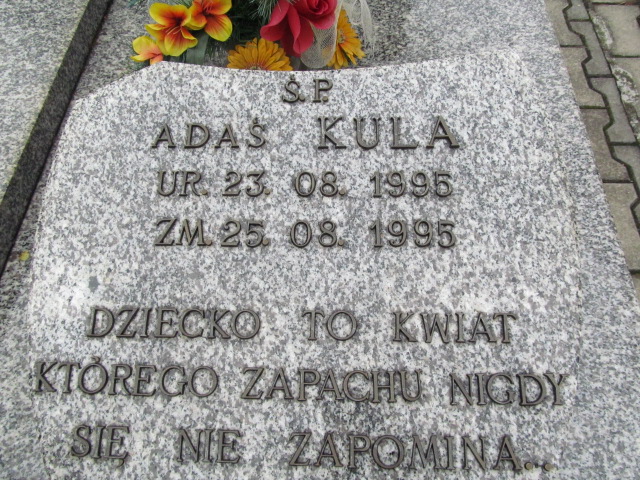 Ś.P.
ADAŚ KULA
UR. 23. 08. 1995
ZM. 25. 08. 1995
DZIECKO TO KWIAT
KTÓREGO ZAPACHU NIGDY
SIĘ NIE ZAPOMINA...